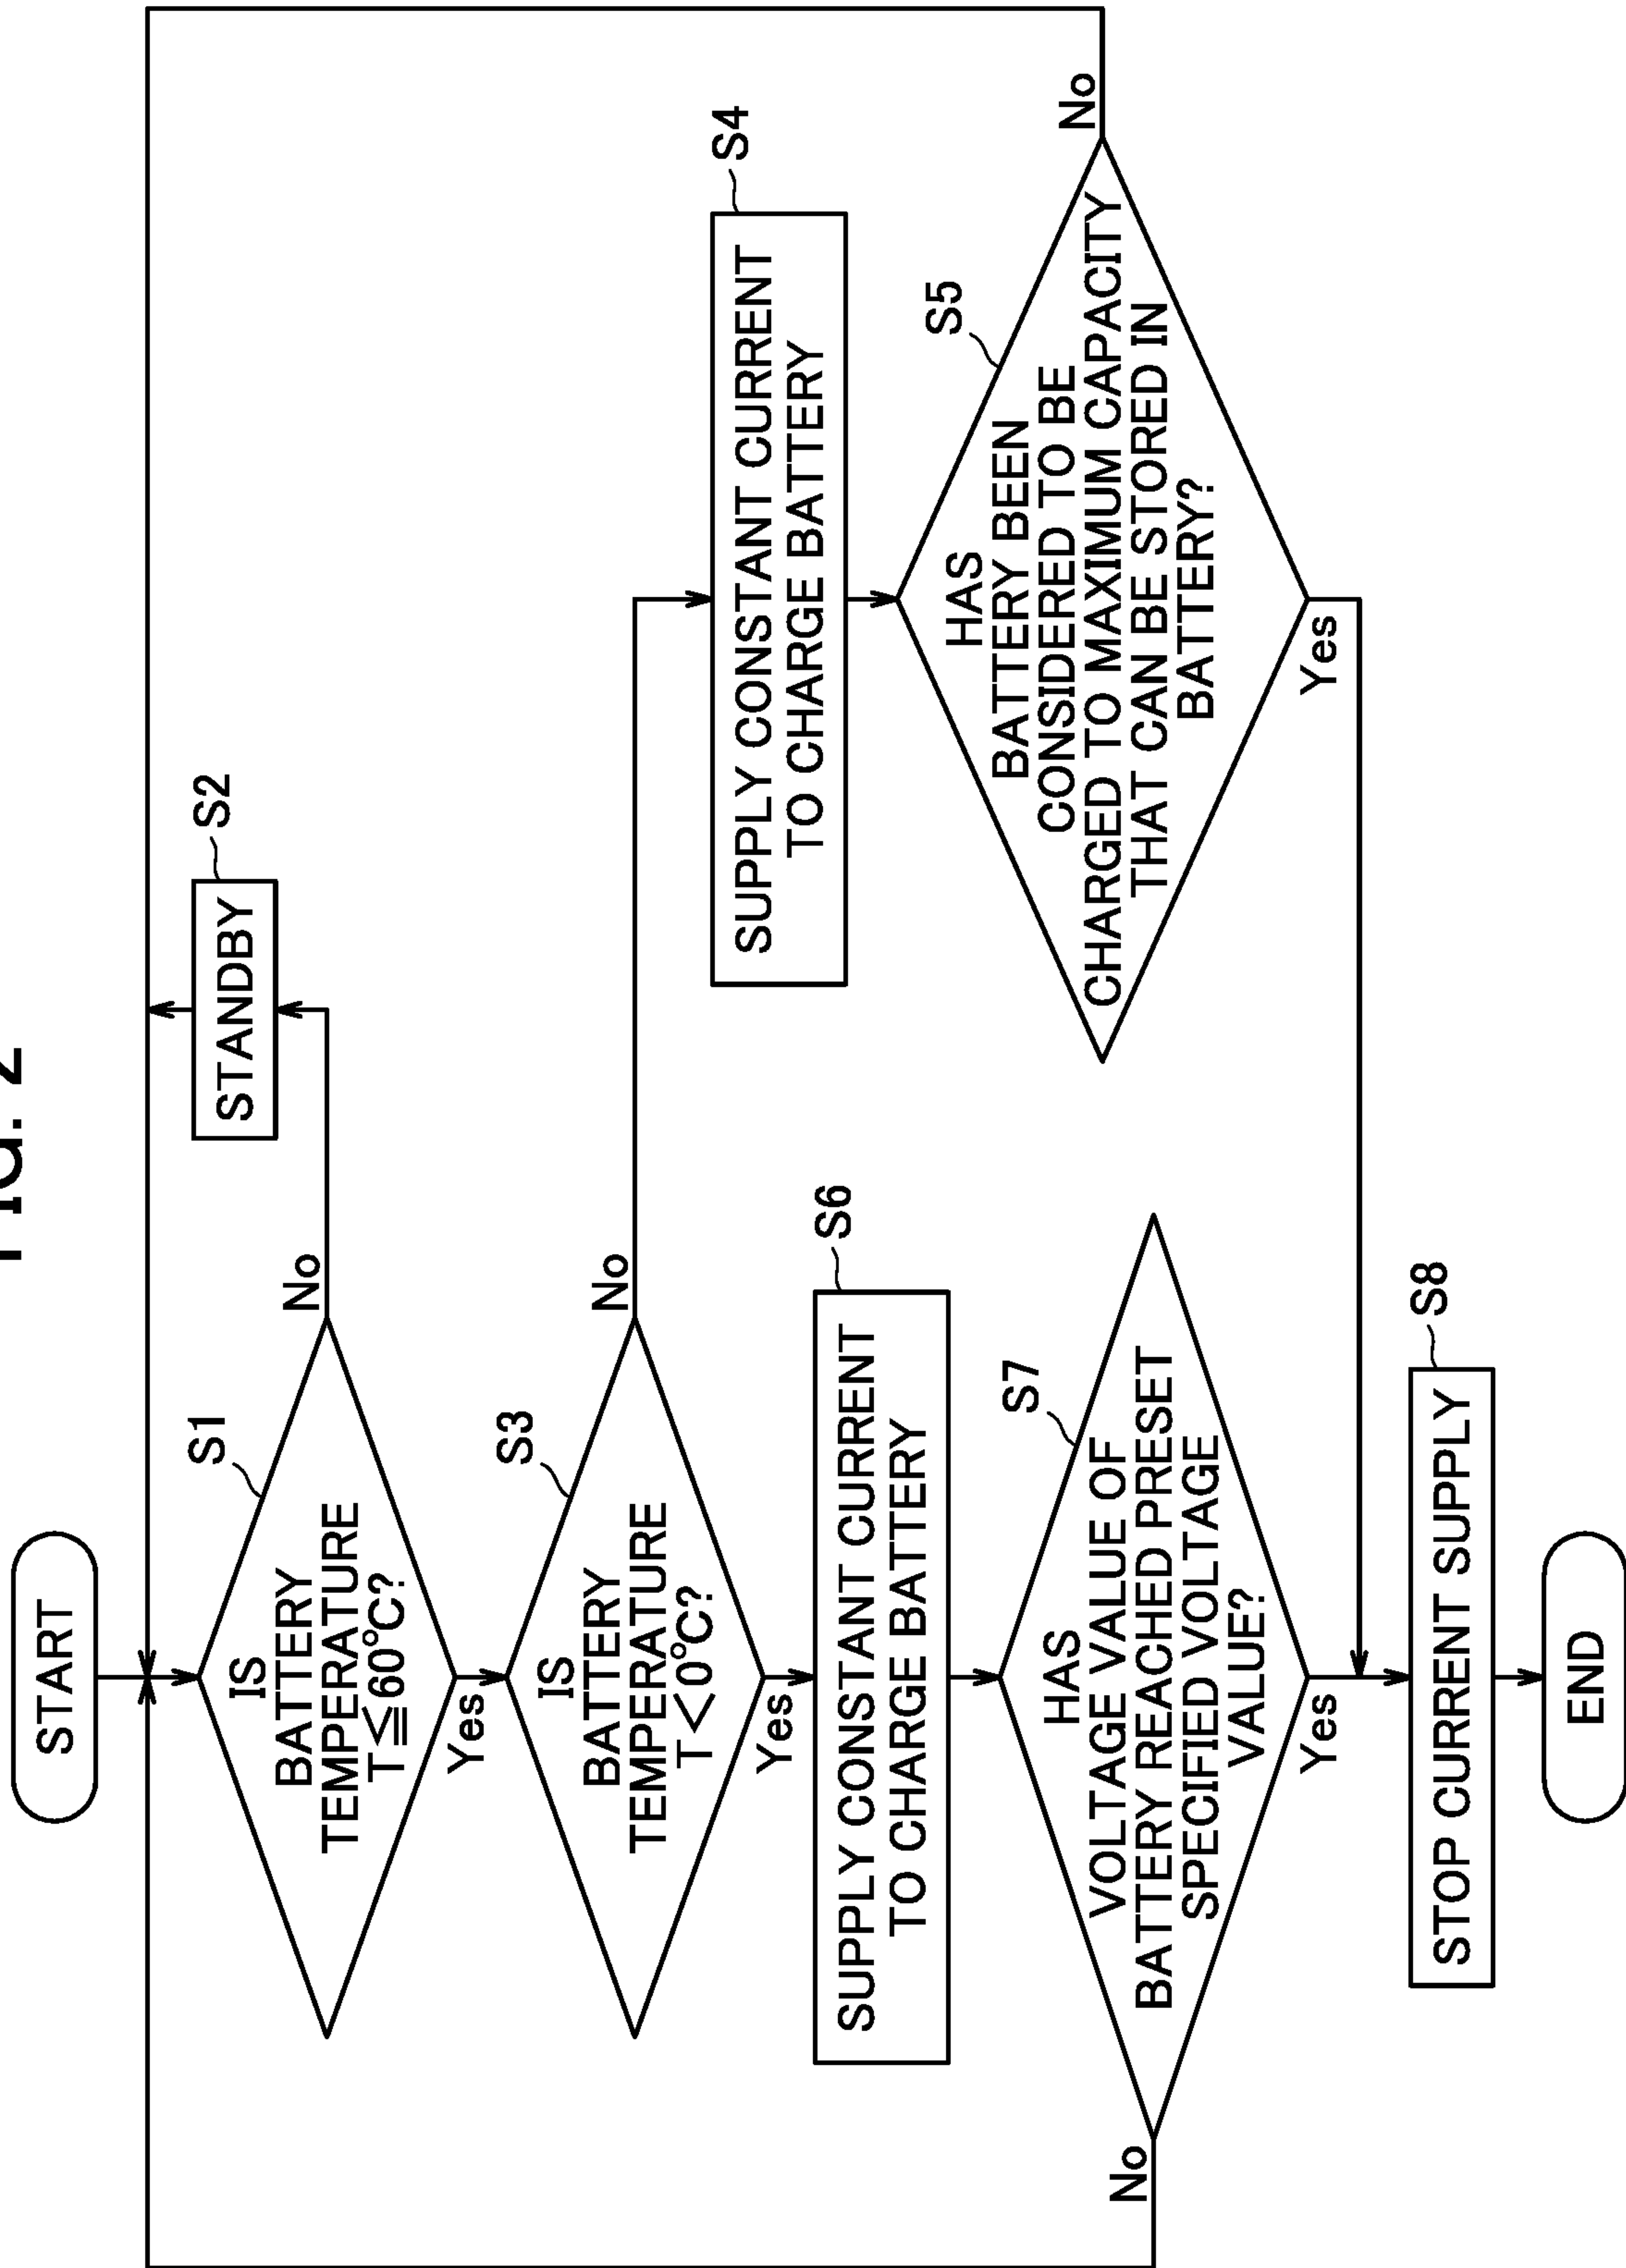 FIG. 2
START
S1
IS
BATTERY
TEMPERATURE
T≦60°C?
No
S2
STANDBY
Yes
S3
IS
BATTERY
TEMPERATURE
T<0°C?
No
S4
SUPPLY CONSTANT CURRENT
TO CHARGE BATTERY
S5
HAS
BATTERY BEEN
CONSIDERED TO BE
CHARGED TO MAXIMUM CAPACITY
THAT CAN BE STORED IN
BATTERY?
No
Yes
Yes
S6
SUPPLY CONSTANT CURRENT
TO CHARGE BATTERY
S7
HAS
VOLTAGE VALUE OF
BATTERY REACHED PRESET
SPECIFIED VOLTAGE
VALUE?
No
Yes
S8
STOP CURRENT SUPPLY
END